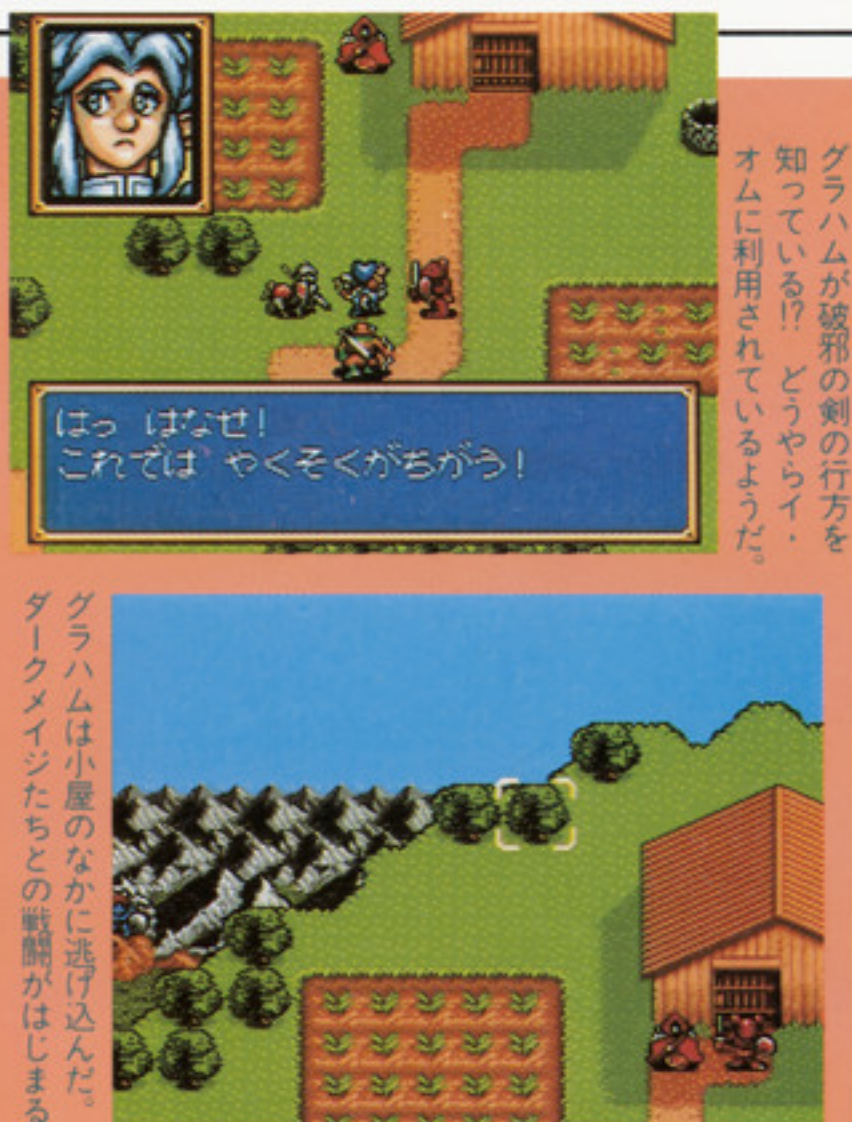 グラハムが破邪の剣の行方を
知っている!? どうやらイ・
オムに利用されているようだ。
はっ はなせ!
これでは やくそくがちがう!
グラハムは小屋のなかに逃げ込んだ。
ダークメイジたちとの戦闘がはじまる